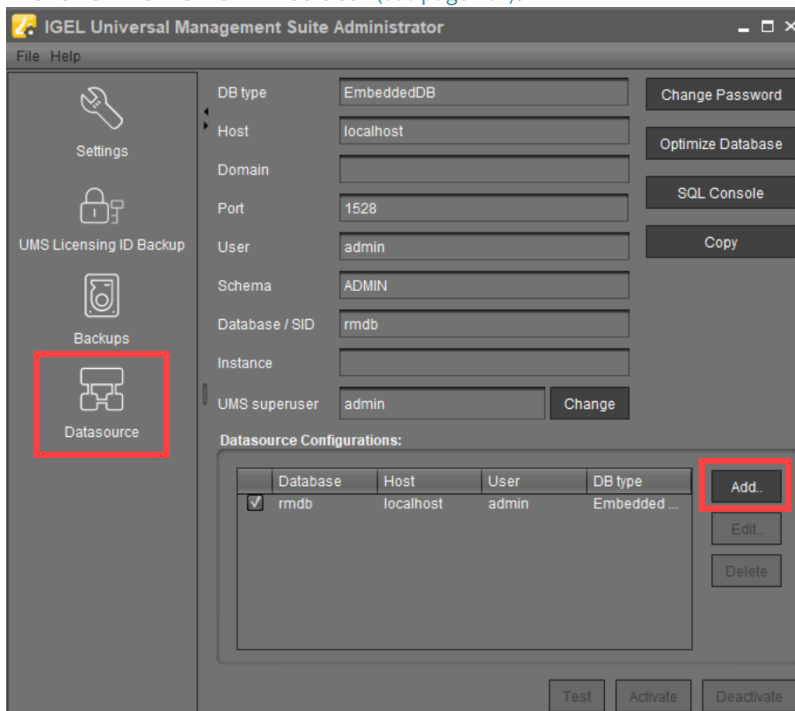 IGEL Universal Management Suite Administrator
File Help
Settings
UMS Licensing ID Backup
Backups
Datasource
DB type EmbeddedDB
Host localhost
Domain
Port 1528
User admin
Schema ADMIN
Database / SID rmdb
Instance
UMS superuser admin Change
Change Password
Optimize Database
SQL Console
Copy
Datasource Configurations:
Database Host User DB type
rmdb localhost admin Embedded ...
Add..
Edit..
Delete
Test Activate Deactivate